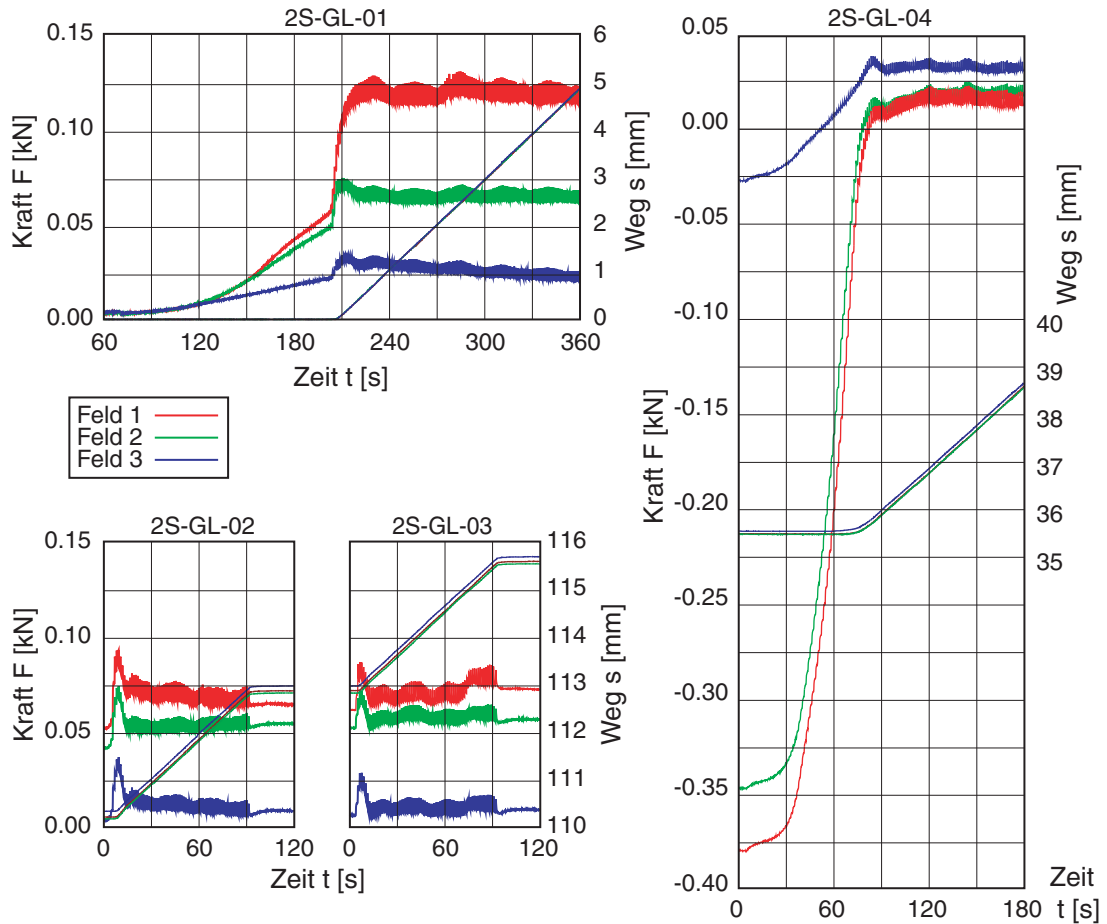 2S-GL-01
0.15
0.10
0.05
0.00
Kraft F [kN]
6
5
4
3
2
1
0
Weg s [mm]
60 120 180 240 300 360
Zeit t [s]
Feld 1
Feld 2
Feld 3
2S-GL-02
0.15
0.10
0.05
0.00
Kraft F [kN]
0 60 120
Zeit t [s]
2S-GL-03
116
115
114
113
112
111
110
Weg s [mm]
0 60 120
2S-GL-04
0.05
0.00
-0.05
-0.10
-0.15
-0.20
-0.25
-0.30
-0.35
-0.40
Kraft F [kN]
Weg s [mm]
40
39
38
37
36
35
0 60 120 180
Zeit
t [s]